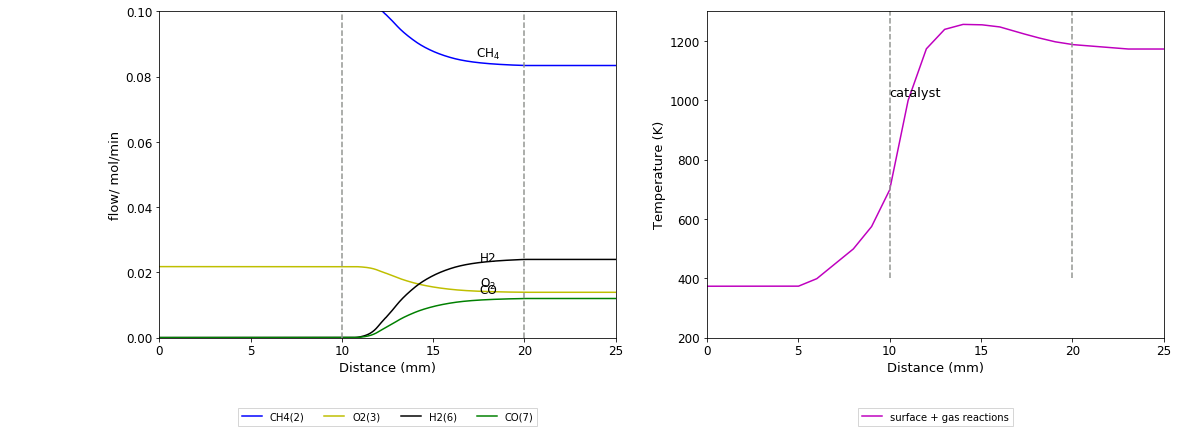 0.10
0.08
0.06
0.04
0.02
0.00
flow/ mol/min
CH₄
H2
O₂
CO
0
5
10
15
20
25
Distance (mm)
CH4(2)
O2(3)
H2(6)
CO(7)
1200
1000
800
600
400
200
Temperature (K)
catalyst
0
5
10
15
20
25
Distance (mm)
surface + gas reactions